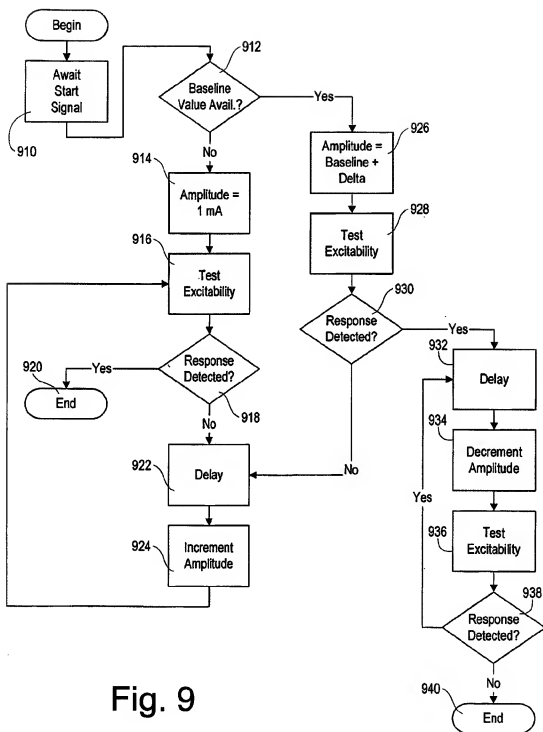 Begin
Await
Start
Signal
910
912
Baseline
Value Avail.?
Yes
No
914
Amplitude =
1 mA
916
Test
Excitability
Response
Detected?
918
Yes
920
End
No
922
Delay
924
Increment
Amplitude
926
Amplitude =
Baseline +
Delta
928
Test
Excitability
930
Response
Detected?
Yes
No
932
Delay
934
Decrement
Amplitude
Yes
936
Test
Excitability
938
Response
Detected?
No
940
End
Fig. 9